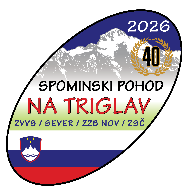 2026
40
SPOMINSKI POHOD
NA TRIGLAV
ZVVS / SEVER / ZZB NOV / ZSČ